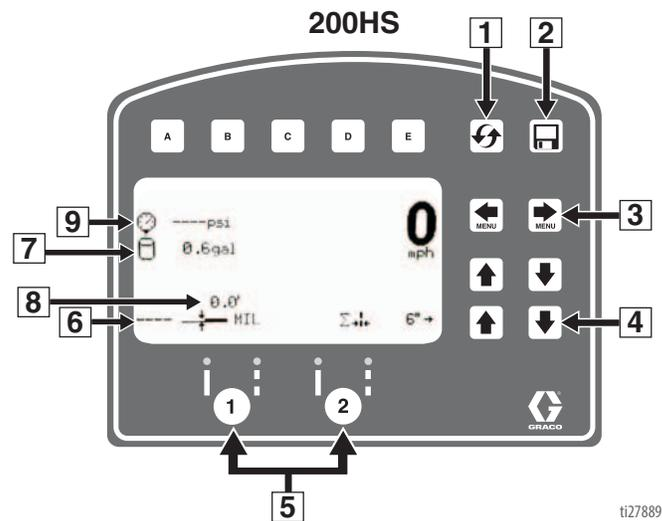 200HS
1
2
A B C D E
9
----psi
0
mph
MENU MENU
3
7
0.6gal
8
0.0'
6
---- MIL
Σ
6"→
4
1 2
GRACO
5
ti27889